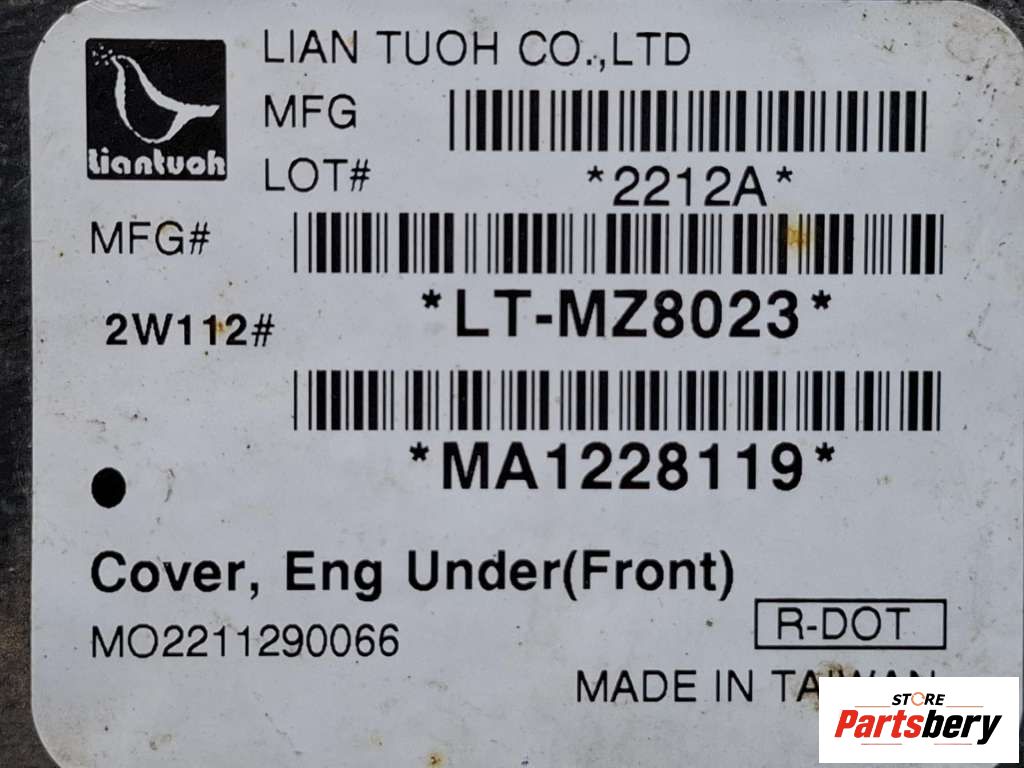 LIAN TUOH CO.,LTD
liantuoh
MFG
LOT#
*2212A*
MFG#
*LT-MZ8023*
2W112#
*MA1228119*
Cover, Eng Under(Front)
MO2211290066
R-DOT
MADE IN TAIWAN
STORE
Partsbery